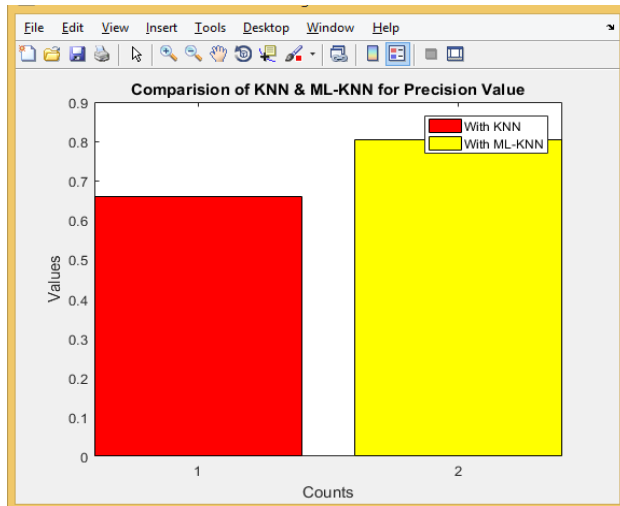 File Edit View Insert Tools Desktop Window Help
Comparision of KNN & ML-KNN for Precision Value
With KNN
With ML-KNN
0.9
0.8
0.7
0.6
0.5
0.4
0.3
0.2
0.1
0
Values
1 2
Counts